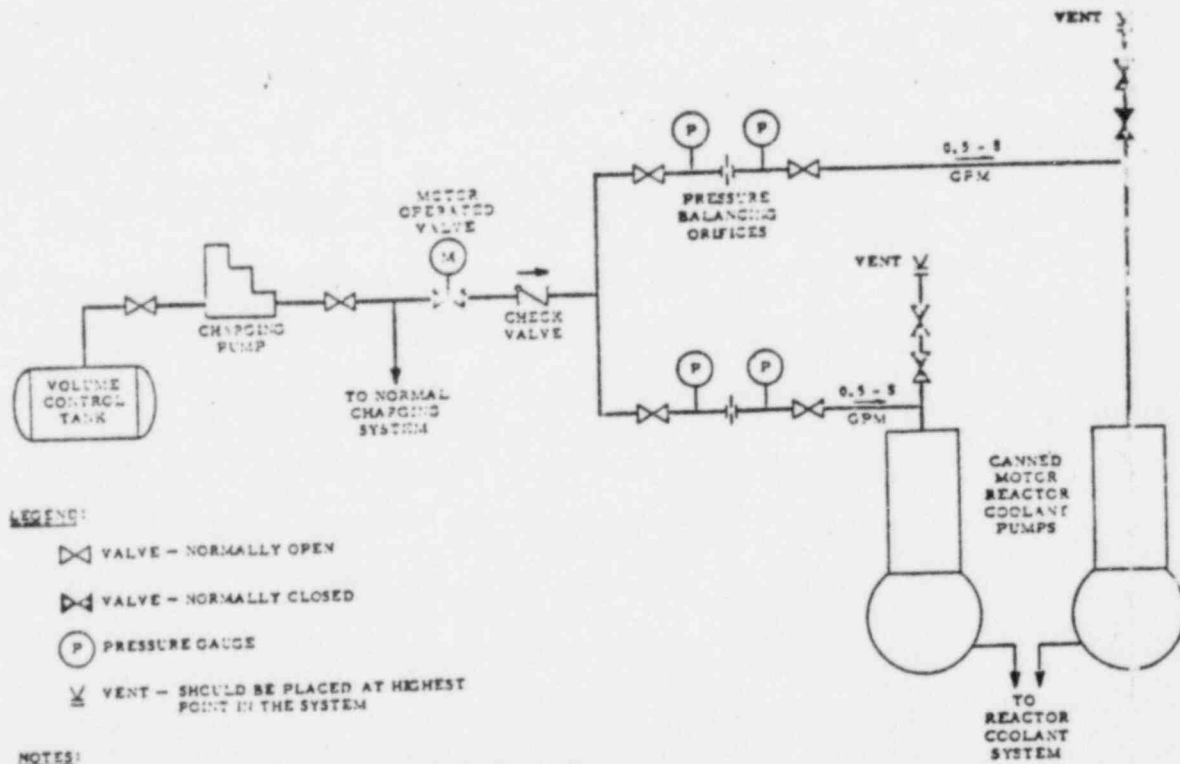 VENT
P P
0.5 - 8
GPM
MOTOR
OPERATED
VALVE
M
PRESSURE
BALANCING
ORIFICES
VENT
CHARGING
PUMP
CHECK
VALVE
VOLUME
CONTROL
TANK
TO NORMAL
CHARGING
SYSTEM
P P
0.5 - 8
GPM
CANNED
MOTOR
REACTOR
COOLANT
PUMPS
LEGEND:
VALVE - NORMALLY OPEN
VALVE - NORMALLY CLOSED
P PRESSURE GAUGE
VENT - SHOULD BE PLACED AT HIGHEST
POINT IN THE SYSTEM
TO
REACTOR
COOLANT
SYSTEM
NOTES: